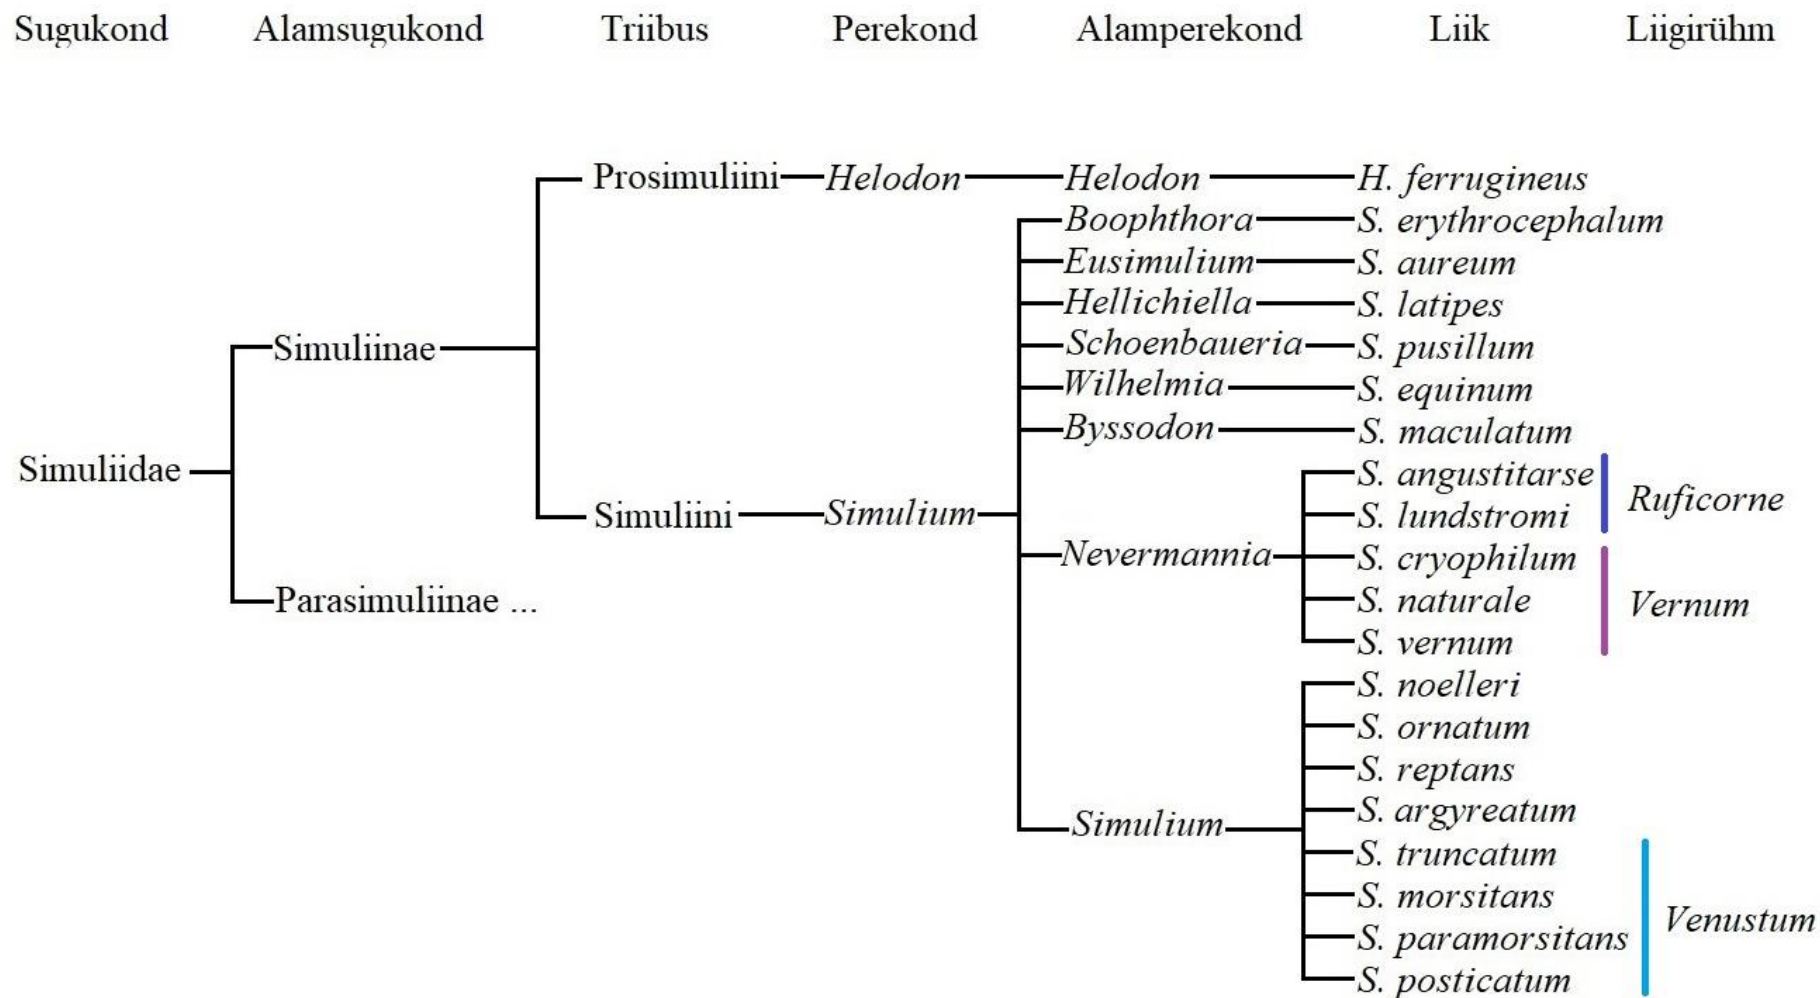 Sugukond Alamsugukond Triibus Perekond Alamperekond Liik Liigirühm
Prosimuliini Helodon Helodon H. ferrugineus
Boophthora S. erythrocephalum
Eusimulium S. aureum
Hellichiella S. latipes
Simuliinae Schoenbaueria S. pusillum
Wilhelmia S. equinum
Byssodon S. maculatum
Simuliidae S. angustitarse
Ruficorne
Simuliini Simulium S. lundstromi
Nevermannia S. cryophilum
Parasimuliinae ... S. naturale Vernum
S. vernum
S. noelleri
S. ornatum
S. reptans
S. argyreatum
Simulium
S. truncatum
S. morsitans
Venustum
S. paramorsitans
S. posticatum